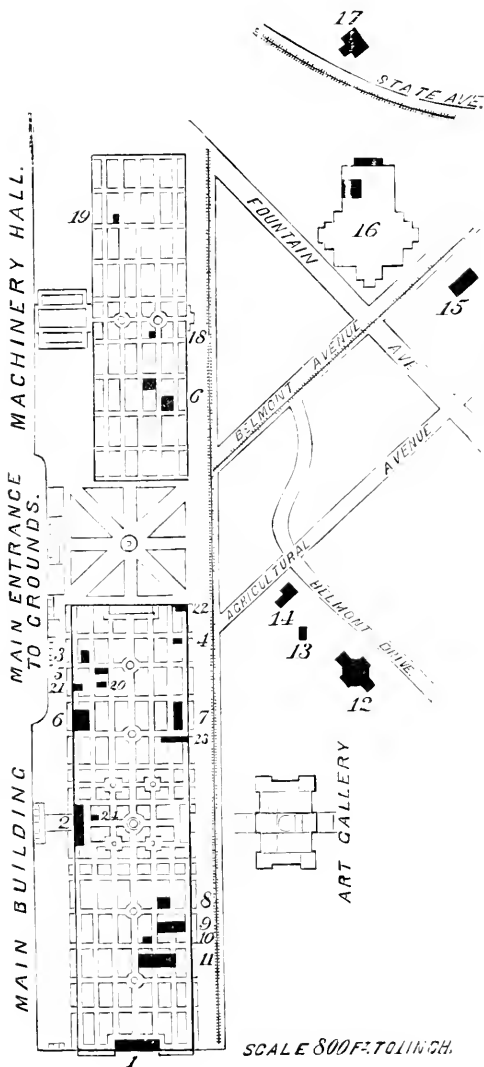 17
STATE AVE.
MACHINERY HALL.
19
FOUNTAIN
AVE
16
15
18
BELMONT AVENUE
6
AGRICULTURAL AVENUE
MAIN ENTRANCE
TO GROUNDS.
22
14
BELMONT DRIVE.
13
4
3
5
20
21
12
6
7
23
MAIN BUILDING
2
24
ART GALLERY
8
9
10
11
1
SCALE 800 FT. TO 1 INCH.